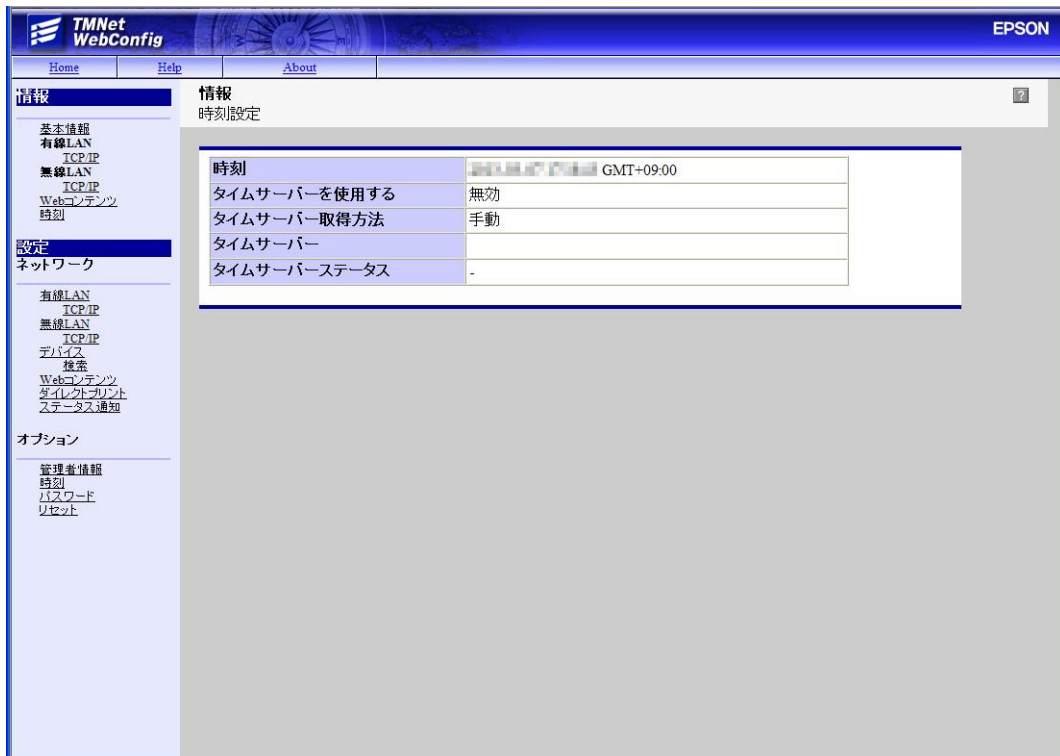 TMNet
WebConfig
EPSON
Home Help About
情報
基本情報
有線LAN
TCP/IP
無線LAN
TCP/IP
Webコンテンツ
時刻
設定
ネットワーク
有線LAN
TCP/IP
無線LAN
TCP/IP
デバイス
検索
Webコンテンツ
ダイレクトプリント
ステータス通知
オプション
管理者情報
時刻
パスワード
リセット
情報
?
時刻設定
時刻 GMT+09:00
タイムサーバーを使用する 無効
タイムサーバー取得方法 手動
タイムサーバー
タイムサーバーステータス -